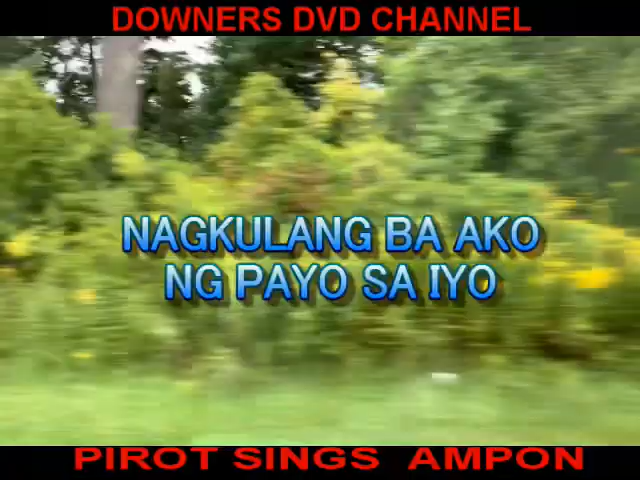 DOWNERS DVD CHANNEL
NAGKULANG BA AKO
NG PAYO SA IYO
PIROT SINGS AMPON